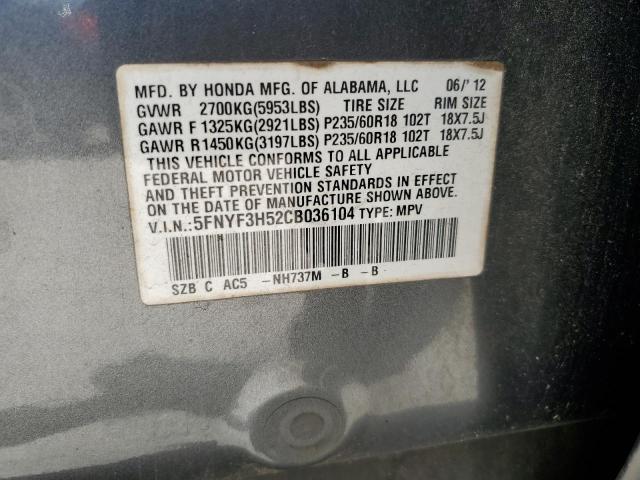 MFD. BY HONDA MFG. OF ALABAMA, LLC 06/'12
GVWR 2700KG(5953LBS) TIRE SIZE RIM SIZE
GAWR F 1325KG(2921LBS) P235/60R18 102T 18X7.5J
GAWR R1450KG(3197LBS) P235/60R18 102T 18X7.5J
THIS VEHICLE CONFORMS TO ALL APPLICABLE
FEDERAL MOTOR VEHICLE SAFETY
AND THEFT PREVENTION STANDARDS IN EFFECT
ON THE DATE OF MANUFACTURE SHOWN ABOVE.
V.I.N.:5FNYF3H52CB036104 TYPE: MPV
SZB C AC5 -NH737M -B -B